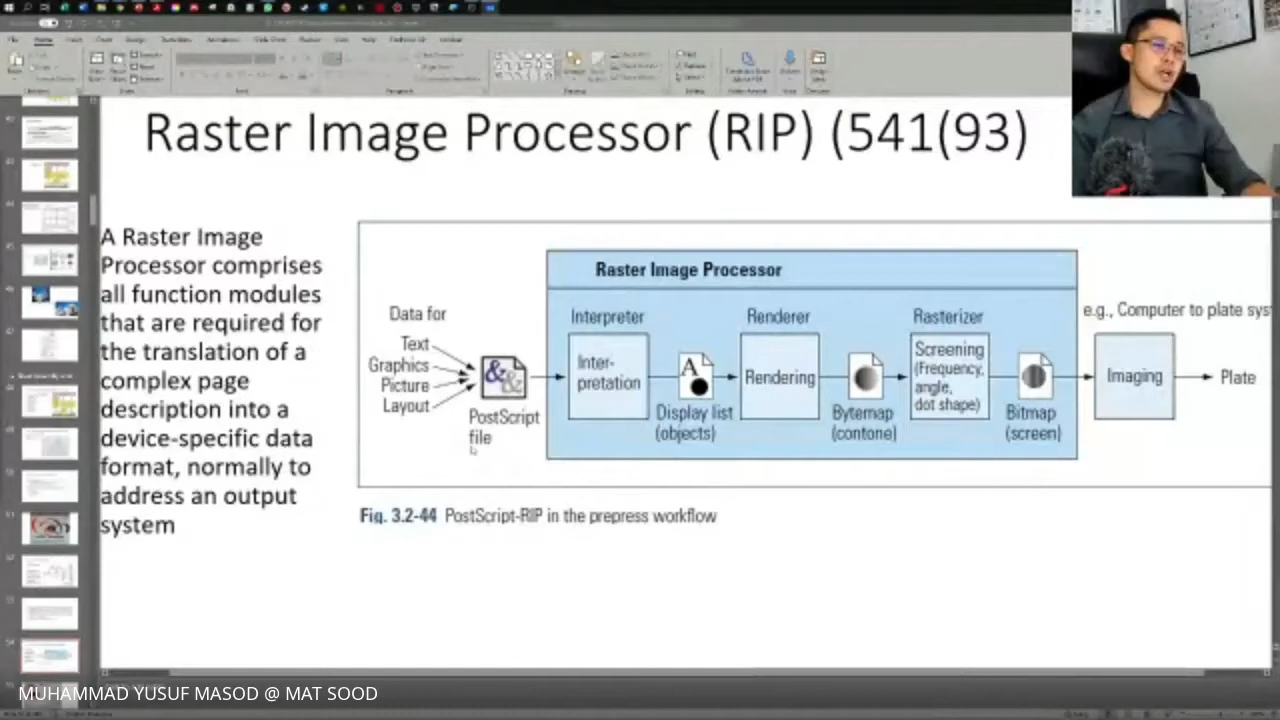 Raster Image Processor (RIP) (541(93)
A Raster Image
Processor comprises
all function modules
that are required for
the translation of a
complex page
description into a
device-specific data
format, normally to
address an output
system
Raster Image Processor
Data for
Text
Graphics
Picture
Layout
PostScript
file
Interpreter
Inter-
pretation
Display list
(objects)
Renderer
Rendering
Bytemap
(contone)
Rasterizer
Screening
(Frequency,
angle,
dot shape)
Bitmap
(screen)
e.g., Computer to plate syst
Imaging
Plate
Fig. 3.2-44 PostScript-RIP in the prepress workflow
MUHAMMAD YUSUF MASOD @ MAT SOOD